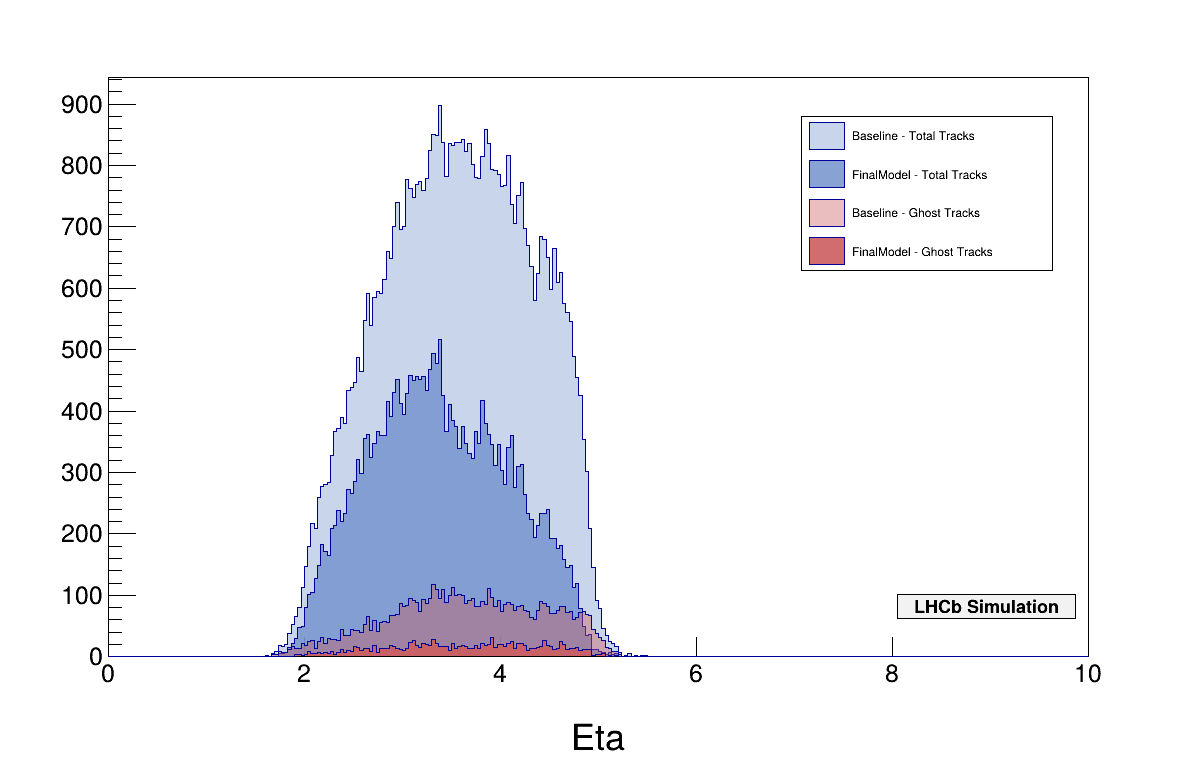 900
800
700
600
500
400
300
200
100
0
Baseline - Total Tracks
FinalModel - Total Tracks
Baseline - Ghost Tracks
FinalModel - Ghost Tracks
LHCb Simulation
0 2 4 6 8 10
Eta